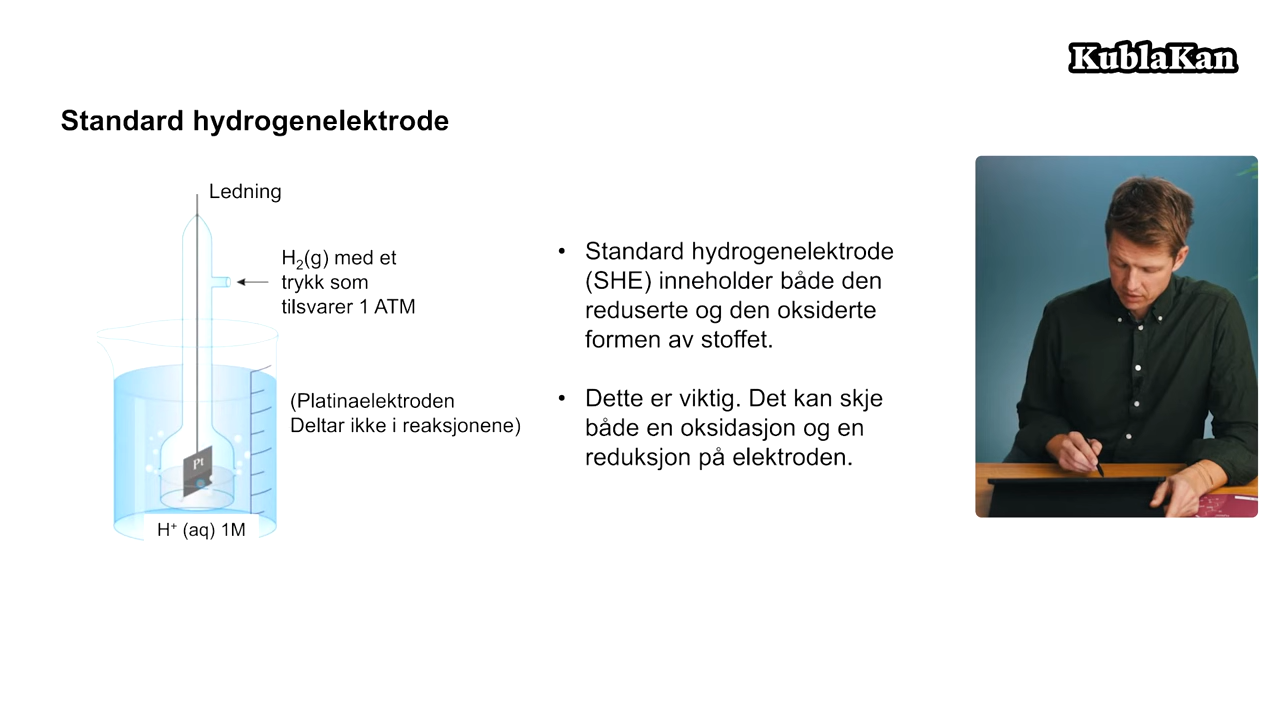 KublaKan
Standard hydrogenelektrode
Ledning
H₂(g) med et
trykk som
tilsvarer 1 ATM
(Platinaelektroden
Deltar ikke i reaksjonene)
Pt
H⁺ (aq) 1M
• Standard hydrogenelektrode
(SHE) inneholder både den
reduserte og den oksiderte
formen av stoffet.
• Dette er viktig. Det kan skje
både en oksidasjon og en
reduksjon på elektroden.